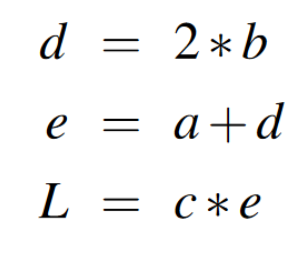 d = 2 * b
e = a + d
L = c * e